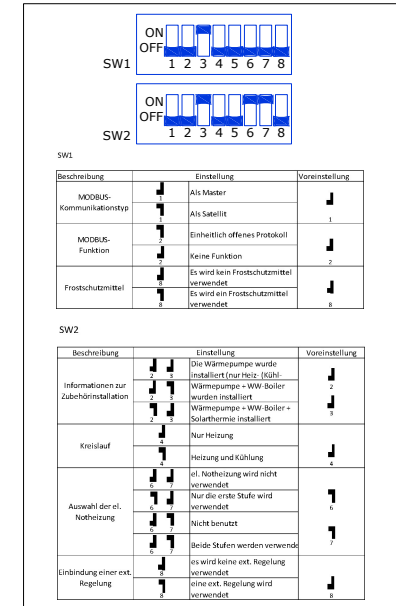 ON
OFF
SW1 1 2 3 4 5 6 7 8
ON
OFF
SW2 1 2 3 4 5 6 7 8
SW1
Beschreibung Einstellung Voreinstellung
MODBUS-
Kommunikationstyp
1 Als Master
1 Als Satellit
1
MODBUS-
Funktion
2 Einheitlich offenes Protokoll
2 Keine Funktion
2
Frostschutzmittel
8 Es wird kein Frostschutzmittel
verwendet
8 Es wird ein Frostschutzmittel
verwendet
8
SW2
Beschreibung Einstellung Voreinstellung
Informationen zur
Zubehörinstallation
2 3 Die Wärmepumpe wurde
installiert (nur Heiz- (Kühl-
2 3 Wärmepumpe + WW-Boiler
wurden installiert
2 3 Wärmepumpe + WW-Boiler +
Solarthermie installiert
2
3
Kreislauf
4 Nur Heizung
4 Heizung und Kühlung
4
Auswahl der el.
Notheizung
6 7 el. Notheizung wird nicht
verwendet
6 7 Nur die erste Stufe wird
verwendet
6 7 Nicht benutzt
6 7 Beide Stufen werden verwende
6
7
Einbindung einer ext.
Regelung
8 es wird keine ext. Regelung
verwendet
8 eine ext. Regelung wird
verwendet
8